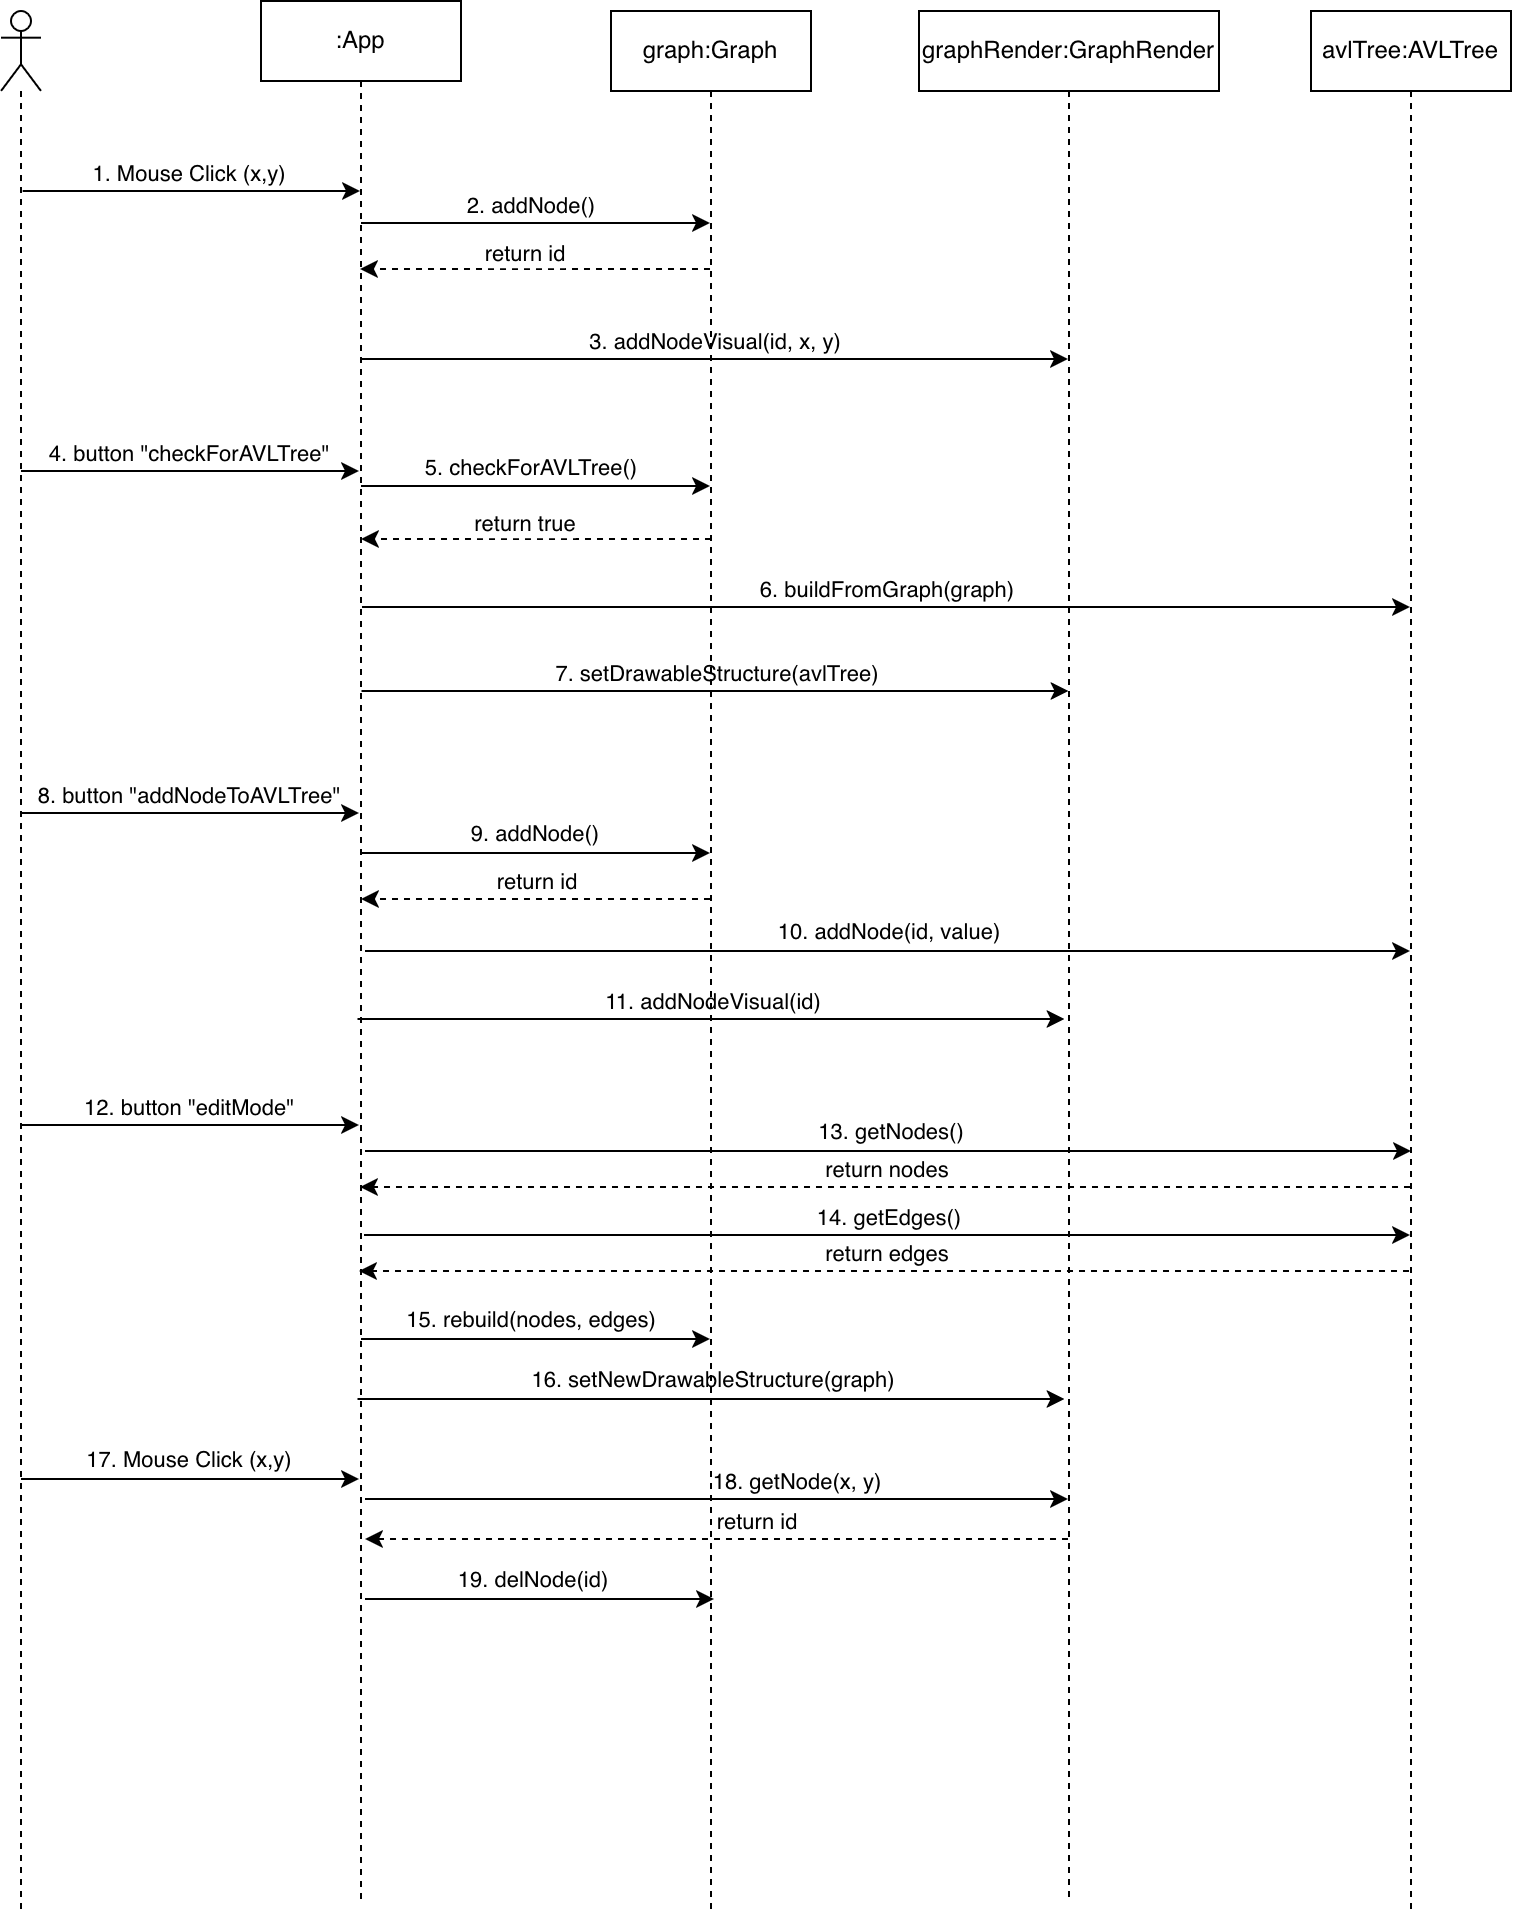 :App
graph:Graph
graphRender:GraphRender
avlTree:AVLTree
1. Mouse Click (x,y)
2. addNode()
return id
3. addNodeVisual(id, x, y)
4. button "checkForAVLTree"
5. checkForAVLTree()
return true
6. buildFromGraph(graph)
7. setDrawableStructure(avlTree)
8. button "addNodeToAVLTree"
9. addNode()
return id
10. addNode(id, value)
11. addNodeVisual(id)
12. button "editMode"
13. getNodes()
return nodes
14. getEdges()
return edges
15. rebuild(nodes, edges)
16. setNewDrawableStructure(graph)
17. Mouse Click (x,y)
18. getNode(x, y)
return id
19. delNode(id)